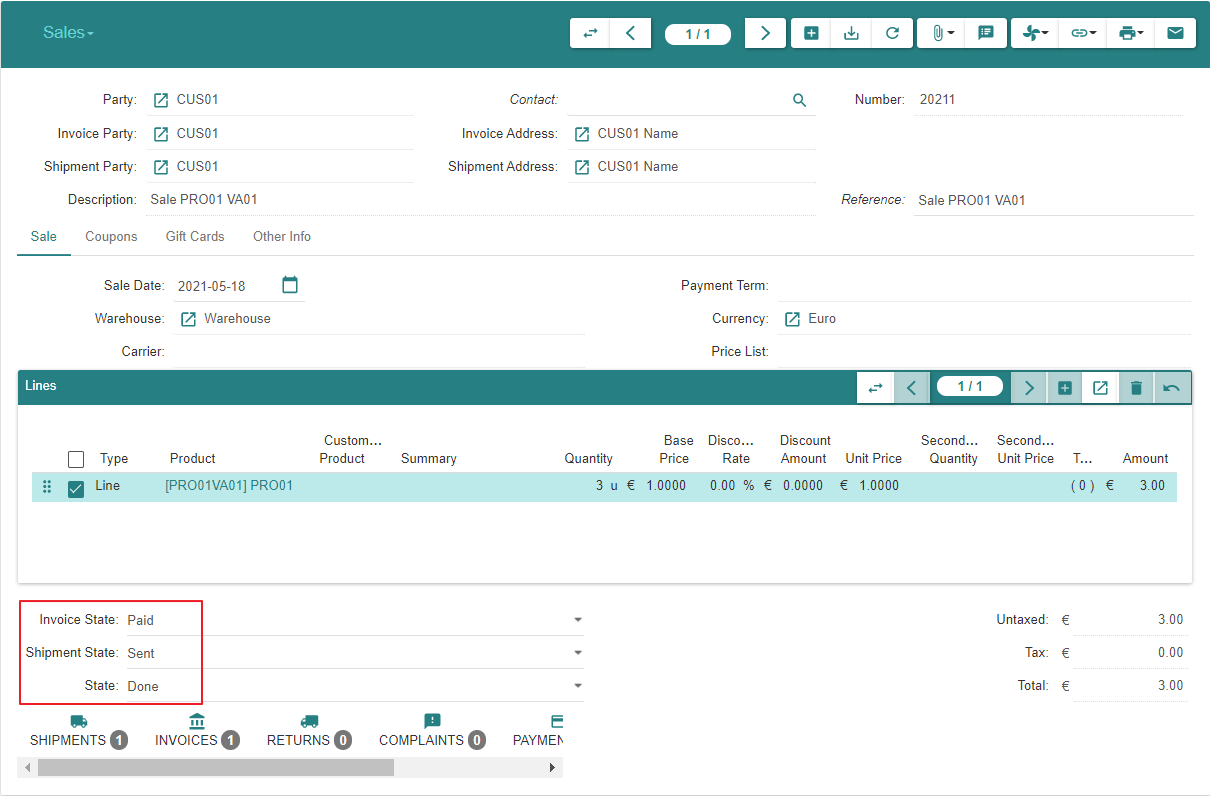 Sales
1 / 1
Party: CUS01 Contact: Number: 20211
Invoice Party: CUS01 Invoice Address: CUS01 Name
Shipment Party: CUS01 Shipment Address: CUS01 Name
Description: Sale PRO01 VA01 Reference: Sale PRO01 VA01
Sale Coupons Gift Cards Other Info
Sale Date: 2021-05-18 Payment Term:
Warehouse: Warehouse Currency: Euro
Carrier: Price List:
Lines 1 / 1
Custom... Base Disco... Discount Second... Second...
Type Product Product Summary Quantity Price Rate Amount Unit Price Quantity Unit Price T... Amount
Line [PRO01VA01] PRO01 3 u € 1.0000 0.00 % € 0.0000 € 1.0000 ( 0 ) € 3.00
Invoice State: Paid Untaxed: € 3.00
Shipment State: Sent Tax: € 0.00
State: Done Total: € 3.00
SHIPMENTS 1 INVOICES 1 RETURNS 0 COMPLAINTS 0 PAYMEN